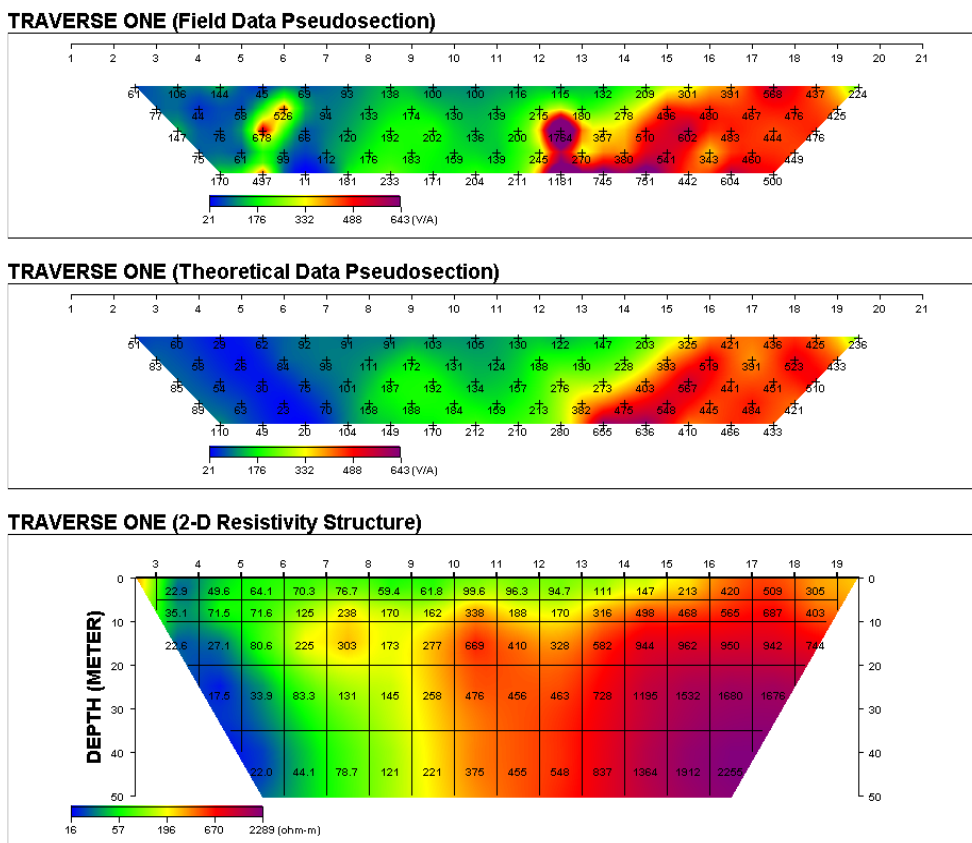 TRAVERSE ONE (Field Data Pseudosection)
1 2 3 4 5 6 7 8 9 10 11 12 13 14 15 16 17 18 19 20 21
61 106 144 45 69 93 138 100 100 116 115 132 209 301 391 568 437 224
77 44 58 526 94 83 174 130 124 215 180 278 496 480 467 476 425
147 76 678 68 120 132 192 130 139 1764 357 310 602 483 444 476
75 61 99 112 176 183 159 139 245 270 390 541 343 460 449
170 497 11 181 233 171 204 211 1181 745 751 442 604 500
21 176 332 488 643 (V/A)
TRAVERSE ONE (Theoretical Data Pseudosection)
1 2 3 4 5 6 7 8 9 10 11 12 13 14 15 16 17 18 19 20 21
51 60 29 62 92 91 91 103 105 130 122 147 203 325 421 436 425 236
83 58 26 84 98 111 172 131 124 188 190 228 393 519 391 523 433
85 54 30 75 101 187 192 134 157 276 273 403 557 441 451 510
89 63 23 70 158 188 184 159 213 382 475 548 445 484 421
110 49 20 104 149 170 212 210 280 655 636 410 466 433
21 176 332 488 643 (V/A)
TRAVERSE ONE (2-D Resistivity Structure)
3 4 5 6 7 8 9 10 11 12 13 14 15 16 17 18 19
0 22.9 49.6 64.1 70.3 76.7 59.4 61.8 99.6 96.3 94.7 111 147 213 420 509 305 0
35.1 71.5 71.6 125 238 170 162 338 188 170 316 498 468 565 687 403
10 10
22.6 27.1 80.6 225 303 173 277 669 410 328 582 944 962 950 942 744
20 20
17.5 33.9 83.3 131 145 258 476 456 463 728 1195 1532 1680 1676
30 30
40 40
22.0 44.1 78.7 121 221 375 455 548 837 1364 1912 2255
50 50
DEPTH (METER)
16 57 196 670 2289 (ohm-m)